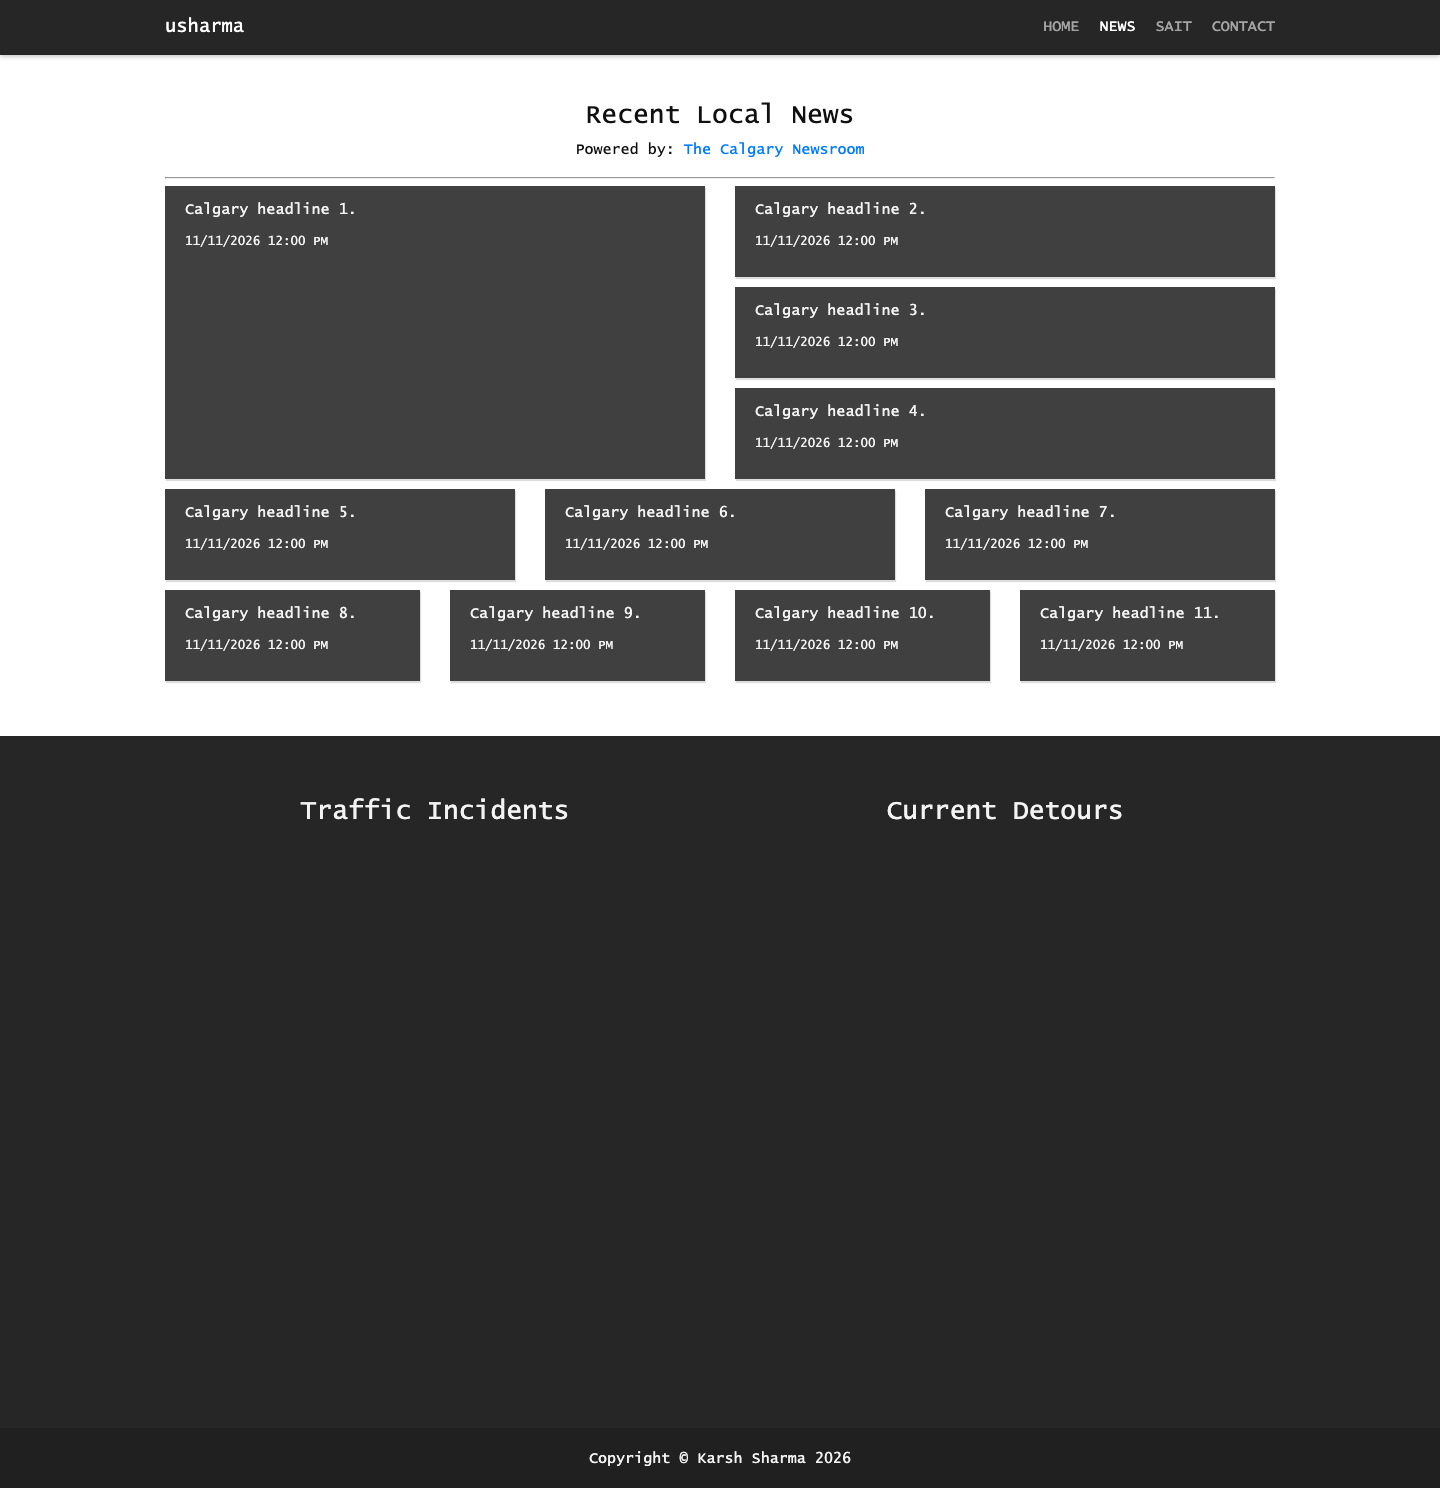 usharma
HOME NEWS SAIT CONTACT
Recent Local News
Powered by: The Calgary Newsroom
Calgary headline 1.
11/11/2026 12:00 PM
Calgary headline 2.
11/11/2026 12:00 PM
Calgary headline 3.
11/11/2026 12:00 PM
Calgary headline 4.
11/11/2026 12:00 PM
Calgary headline 5.
11/11/2026 12:00 PM
Calgary headline 6.
11/11/2026 12:00 PM
Calgary headline 7.
11/11/2026 12:00 PM
Calgary headline 8.
11/11/2026 12:00 PM
Calgary headline 9.
11/11/2026 12:00 PM
Calgary headline 10.
11/11/2026 12:00 PM
Calgary headline 11.
11/11/2026 12:00 PM
Traffic Incidents
Current Detours
Copyright © Karsh Sharma 2026